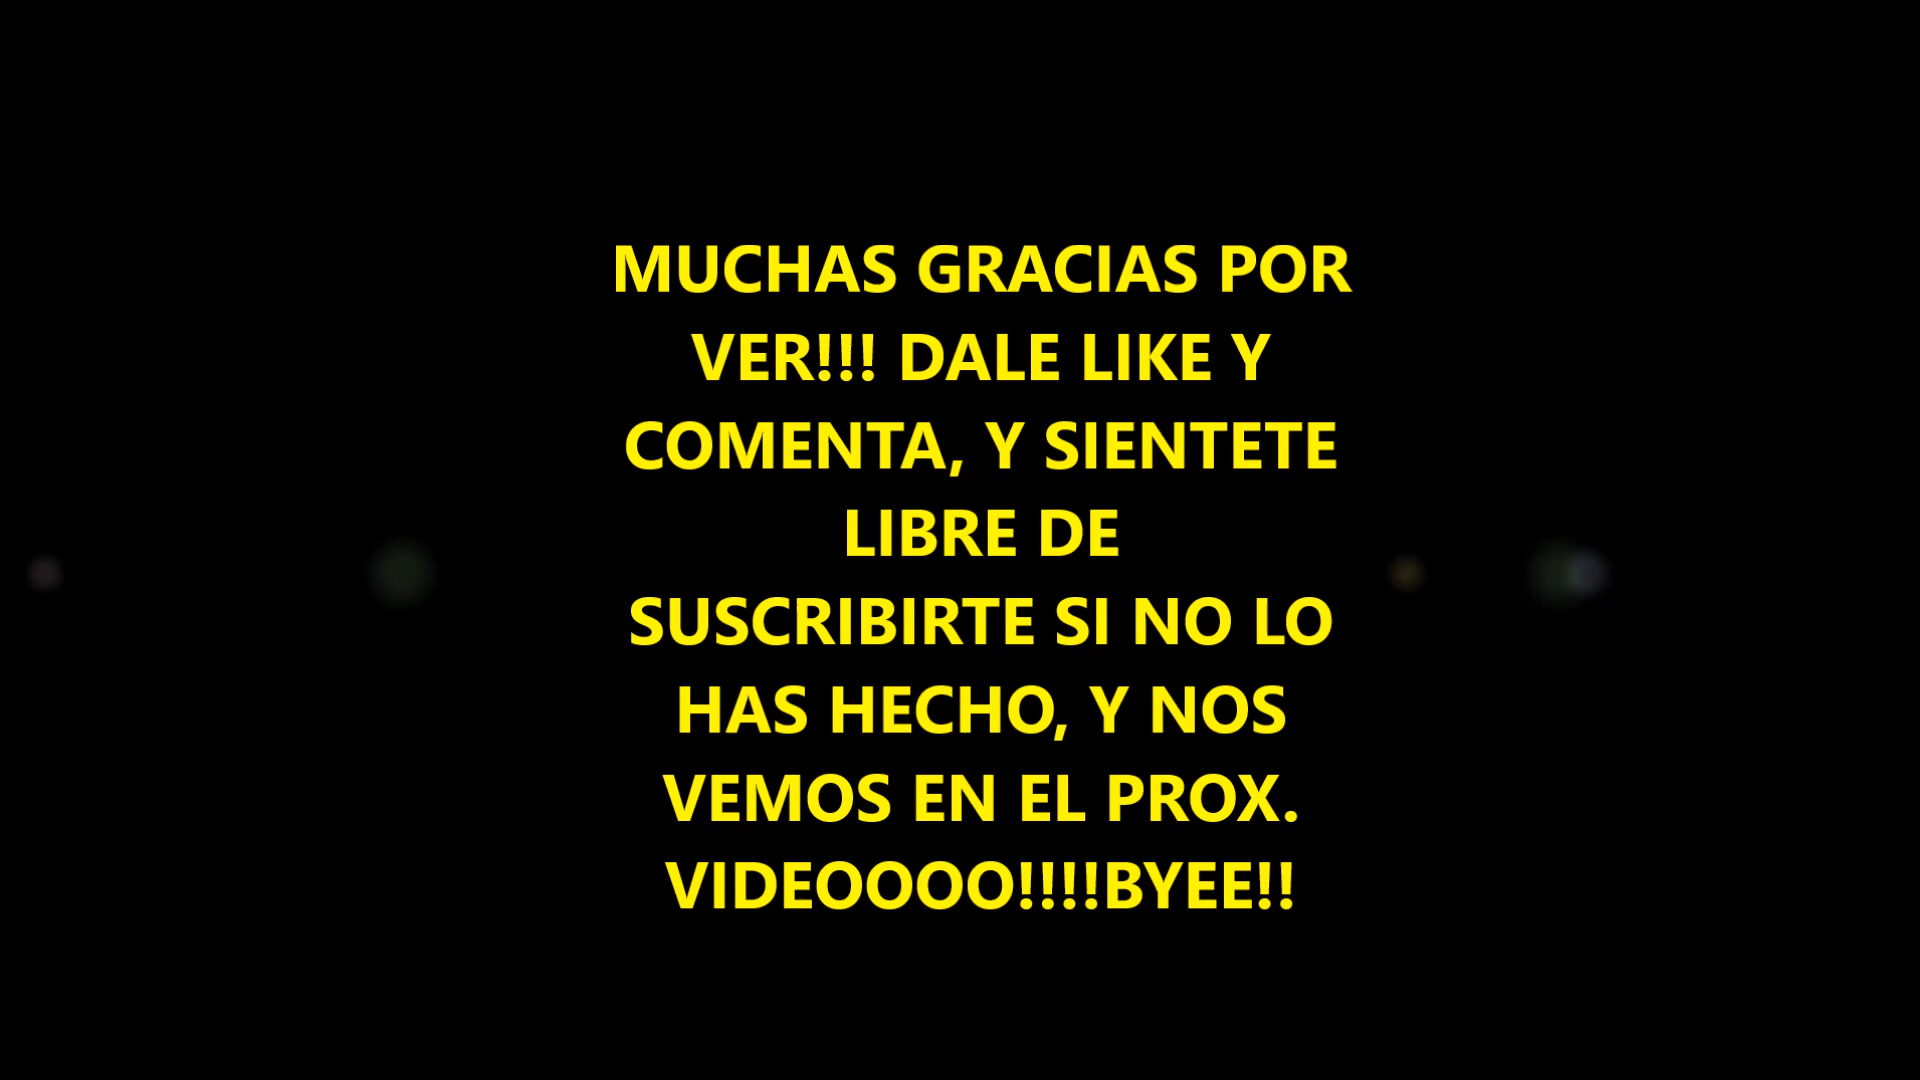 MUCHAS GRACIAS POR
VER!!! DALE LIKE Y
COMENTA, Y SIENTETE
LIBRE DE
SUSCRIBIRTE SI NO LO
HAS HECHO, Y NOS
VEMOS EN EL PROX.
VIDEOOOO!!!!BYEE!!